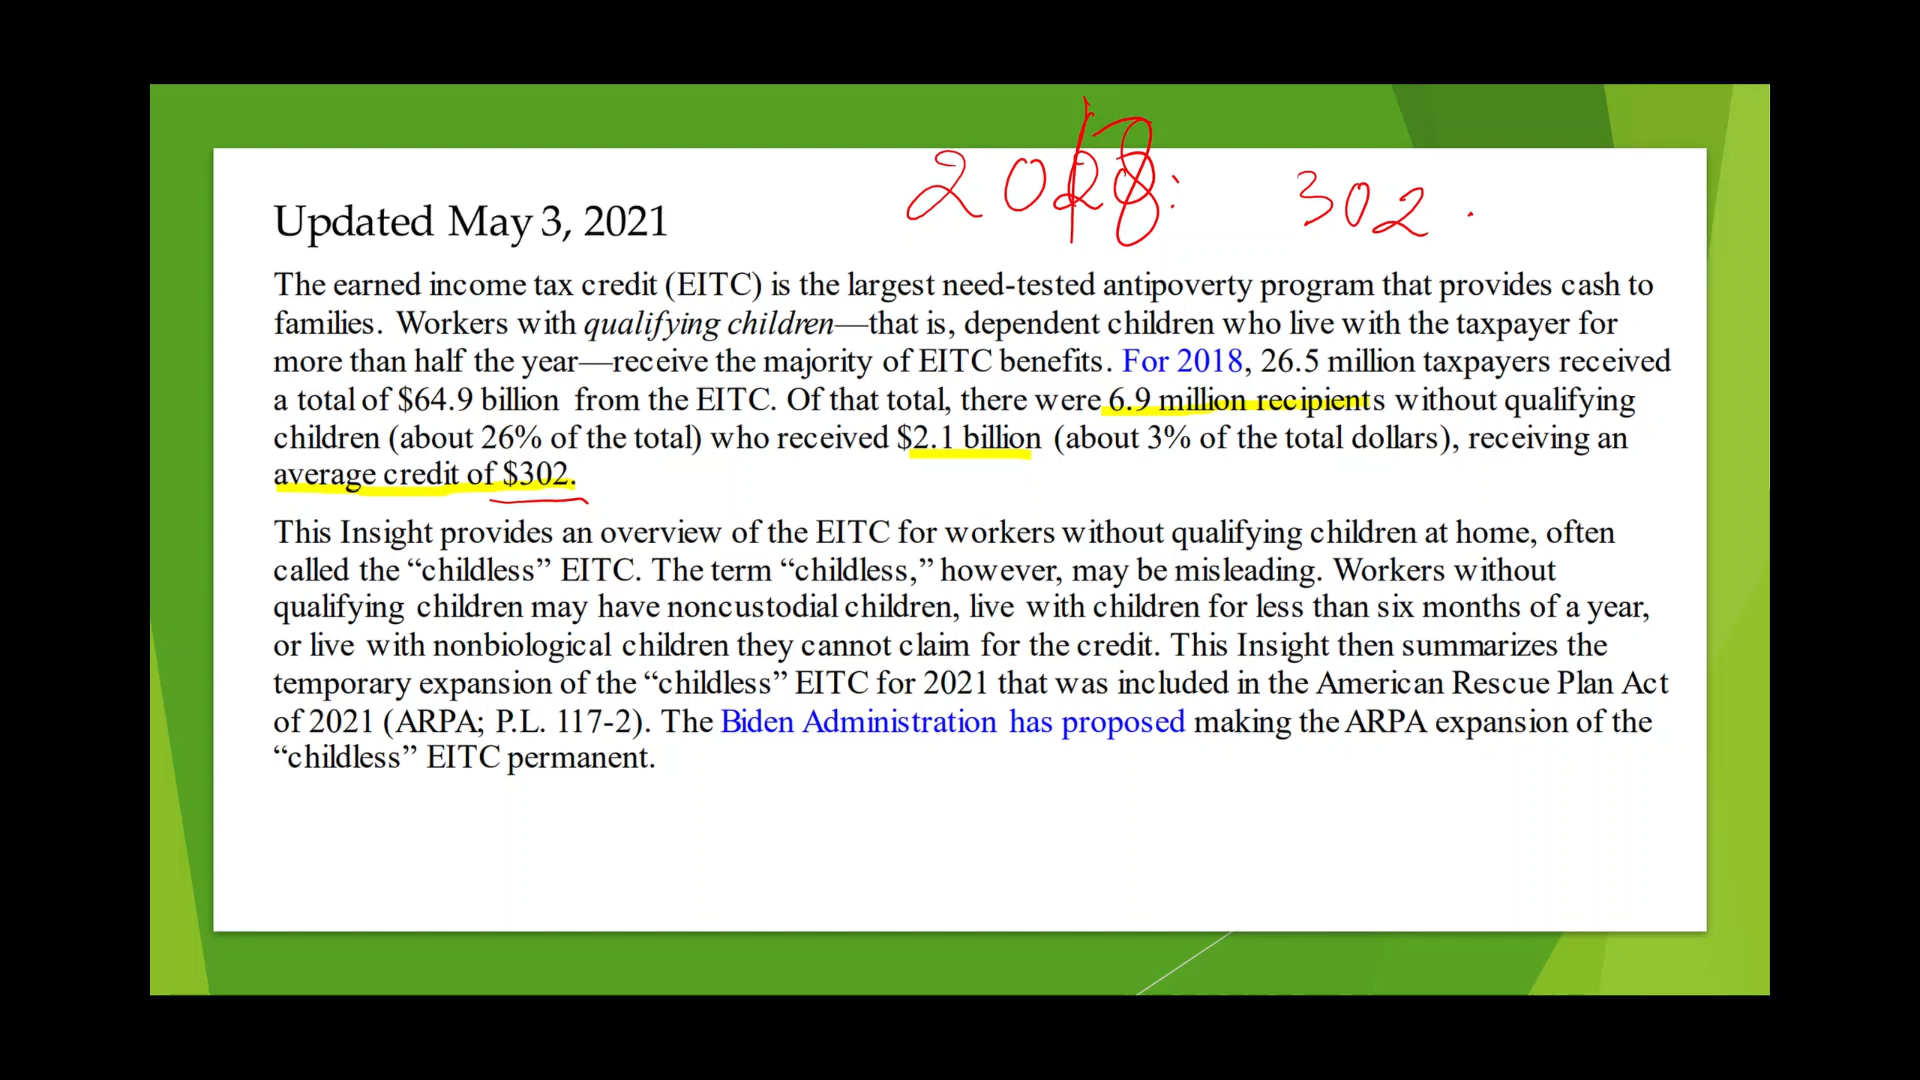 2018: 302.
Updated May 3, 2021
The earned income tax credit (EITC) is the largest need-tested antipoverty program that provides cash to
families. Workers with qualifying children—that is, dependent children who live with the taxpayer for
more than half the year—receive the majority of EITC benefits. For 2018, 26.5 million taxpayers received
a total of $64.9 billion from the EITC. Of that total, there were 6.9 million recipients without qualifying
children (about 26% of the total) who received $2.1 billion (about 3% of the total dollars), receiving an
average credit of $302.
This Insight provides an overview of the EITC for workers without qualifying children at home, often
called the “childless” EITC. The term “childless,” however, may be misleading. Workers without
qualifying children may have noncustodial children, live with children for less than six months of a year,
or live with nonbiological children they cannot claim for the credit. This Insight then summarizes the
temporary expansion of the “childless” EITC for 2021 that was included in the American Rescue Plan Act
of 2021 (ARPA; P.L. 117-2). The Biden Administration has proposed making the ARPA expansion of the
“childless” EITC permanent.